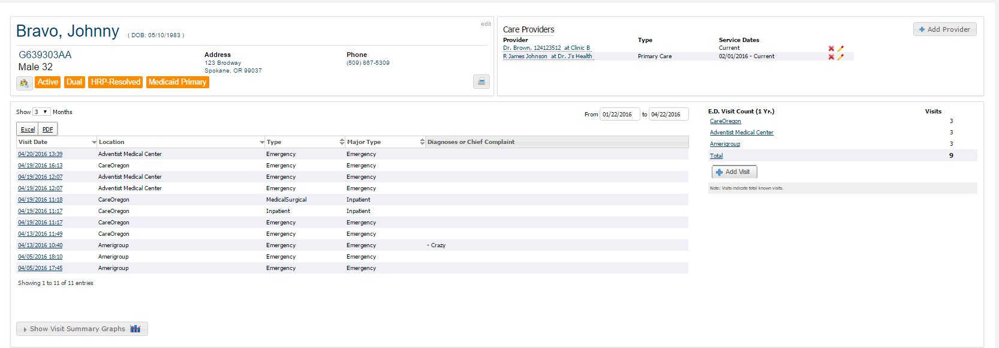 Bravo, Johnny ( DOB: 05/10/1983 ) edit
G639303AA
Male 32
Address
123 Brodway
Spokane, OR 99037
Phone
(509) 867-5309
Active Dual HRP-Resolved Medicaid Primary
Care Providers
Add Provider
Provider Type Service Dates
Dr. Brown, 124123512 at Clinic B Current
R James Johnson at Dr. J's Health Primary Care 02/01/2016 - Current
Show 3 Months
From 01/22/2016 to 04/22/2016
Excel PDF
Visit Date Location Type Major Type Diagnoses or Chief Complaint
04/20/2016 13:39 Adventist Medical Center Emergency Emergency
04/19/2016 16:13 CareOregon Emergency Emergency
04/19/2016 12:07 Adventist Medical Center Emergency Emergency
04/19/2016 12:07 Adventist Medical Center Emergency Emergency
04/19/2016 11:18 CareOregon MedicalSurgical Inpatient
04/19/2016 11:17 CareOregon Inpatient Inpatient
04/19/2016 11:17 CareOregon Emergency Emergency
04/13/2016 11:49 CareOregon Emergency Emergency
04/13/2016 10:40 Amerigroup Emergency Emergency - Crazy
04/05/2016 18:10 Amerigroup Emergency Emergency
04/05/2016 17:45 Amerigroup Emergency Emergency
Showing 1 to 11 of 11 entries
Show Visit Summary Graphs
E.D. Visit Count (1 Yr.) Visits
CareOregon 3
Adventist Medical Center 3
Amerigroup 3
Total 9
Add Visit
Note: Visits indicate total known visits.